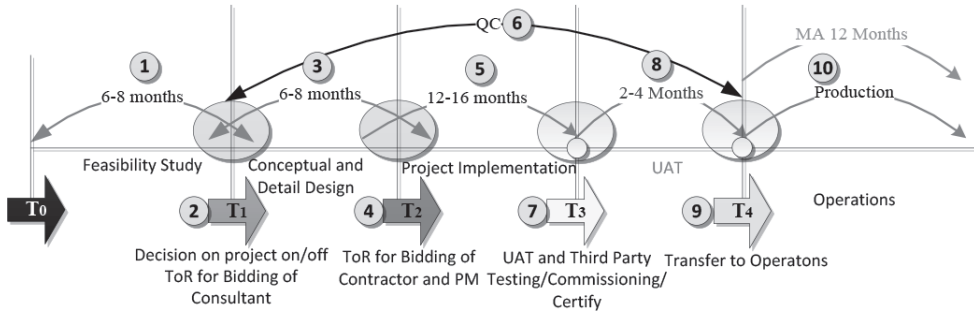 QC 6
MA 12 Months
1
3
5
8
10
6-8 months
6-8 months
12-16 months
2-4 Months
Production
Feasibility Study
Conceptual and
Detail Design
Project Implementation
UAT
Operations
T0
2
T1
4
T2
7
T3
9
T4
Decision on project on/off
ToR for Bidding of
Consultant
ToR for Bidding of
Contractor and PM
UAT and Third Party
Testing/Commissioning/
Certify
Transfer to Operatons